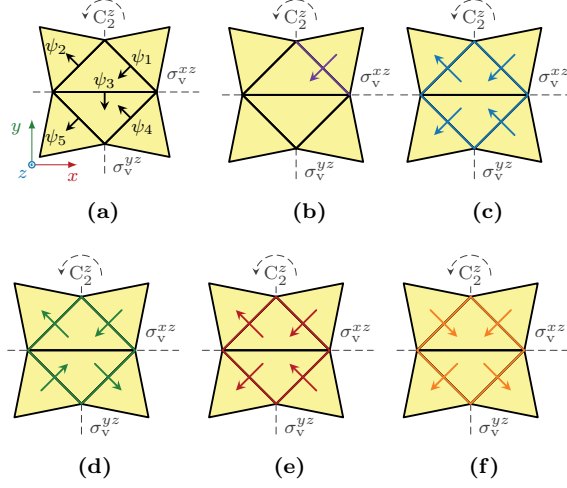 C₂ᶻ C₂ᶻ C₂ᶻ
ψ₂ ψ₁ σᵥˣᶻ σᵥˣᶻ σᵥˣᶻ
ψ₃
y ψ₅ ψ₄
z x σᵥʸᶻ σᵥʸᶻ σᵥʸᶻ
(a) (b) (c)
C₂ᶻ C₂ᶻ C₂ᶻ
σᵥˣᶻ σᵥˣᶻ σᵥˣᶻ
σᵥʸᶻ σᵥʸᶻ σᵥʸᶻ
(d) (e) (f)